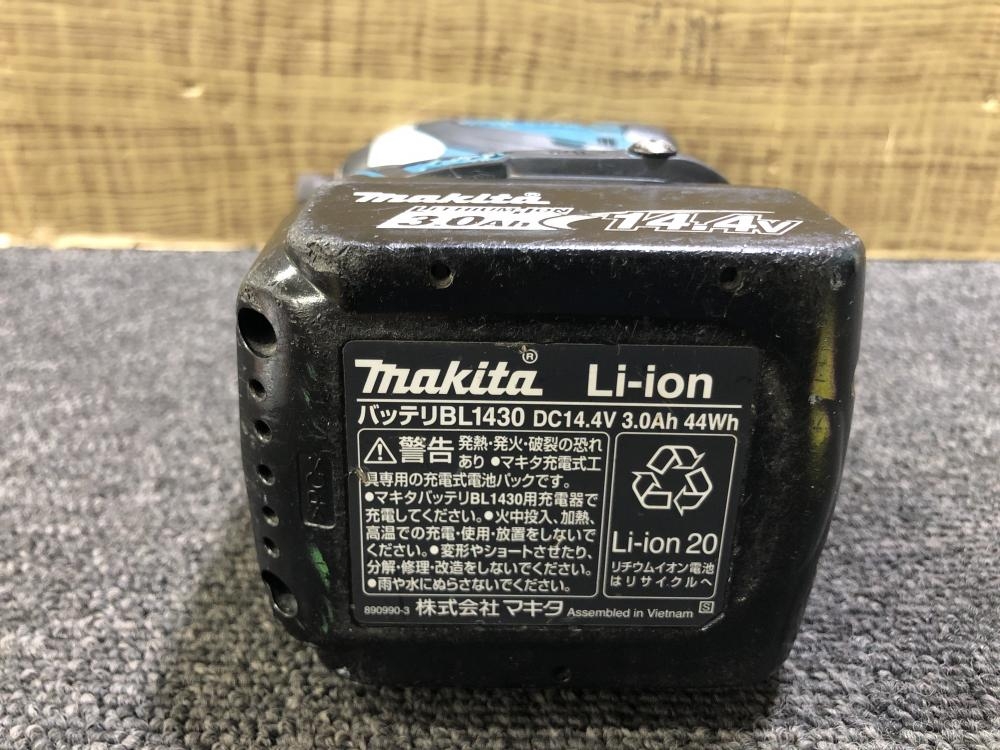 makita
3.0Ah 14.4V
makita® Li-ion
バッテリBL1430 DC14.4V 3.0Ah 44Wh
警告 発熱・発火・破裂の恐れ
あり ●マキタ充電式工
具専用の充電式電池パックです。
●マキタバッテリBL1430用充電器で
充電してください。●火中投入、加熱、
高温での充電・使用・放置をしないで
ください。●変形やショートさせたり、
分解・修理・改造をしないでください。
●雨や水にぬらさないでください。
Li-ion 20
リチウムイオン電池
はリサイクルへ
890990-3 株式会社 マキタ Assembled in Vietnam S